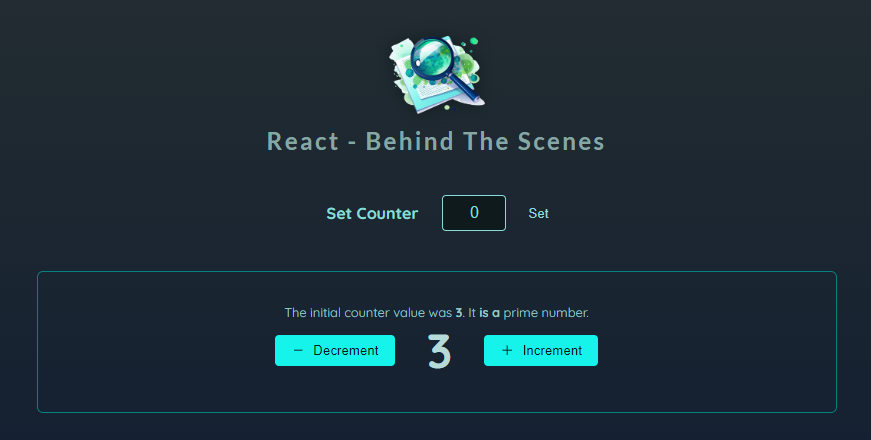 React - Behind The Scenes
Set Counter 0 Set
The initial counter value was 3. It is a prime number.
− Decrement 3 + Increment